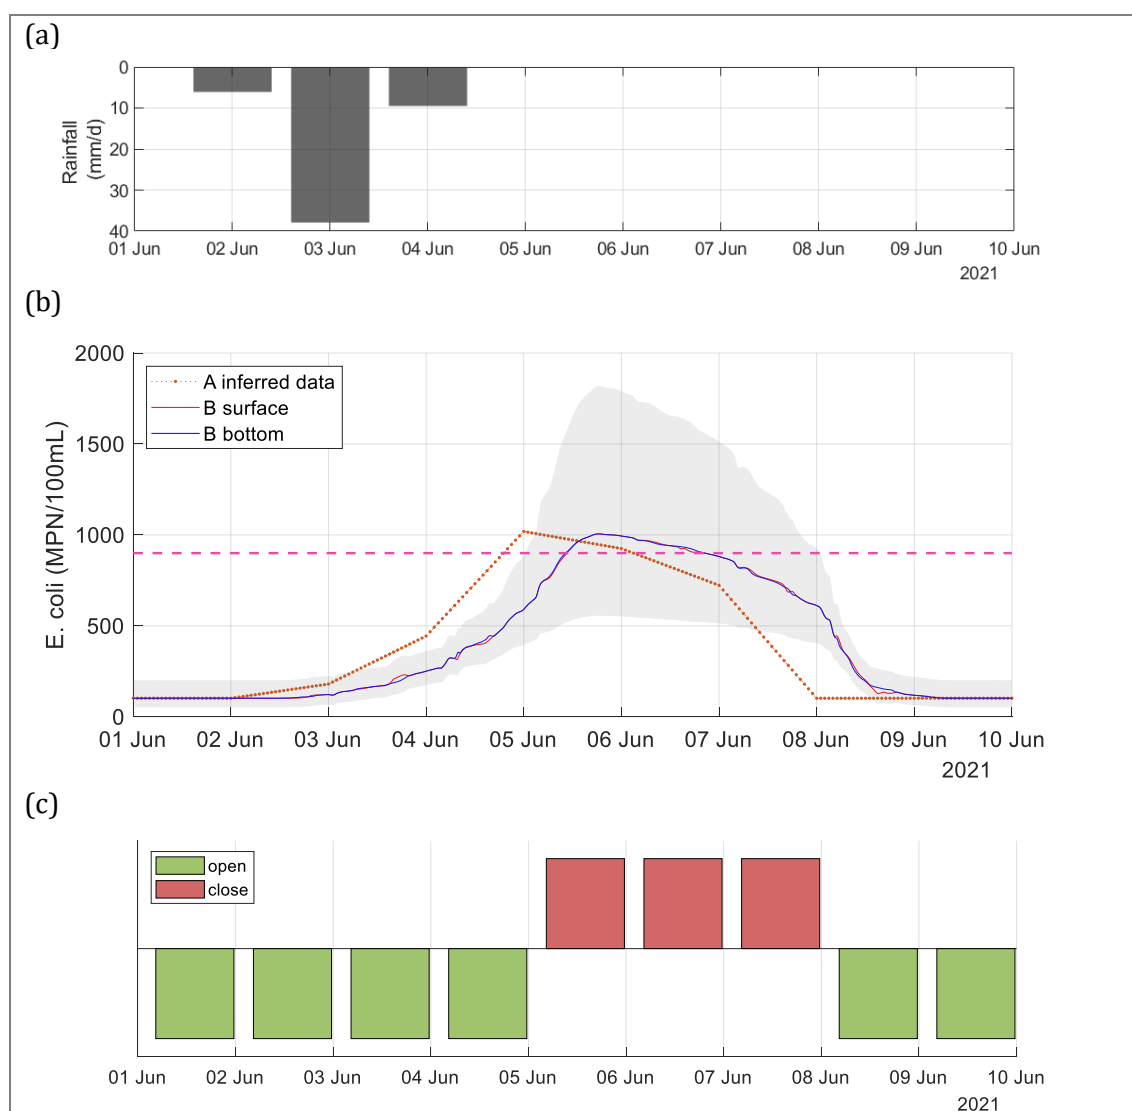 (a)
Rainfall
(mm/d)
0
10
20
30
40
01 Jun 02 Jun 03 Jun 04 Jun 05 Jun 06 Jun 07 Jun 08 Jun 09 Jun 10 Jun
2021
(b)
E. coli (MPN/100mL)
2000
1500
1000
500
0
A inferred data
B surface
B bottom
01 Jun 02 Jun 03 Jun 04 Jun 05 Jun 06 Jun 07 Jun 08 Jun 09 Jun 10 Jun
2021
(c)
open
close
01 Jun 02 Jun 03 Jun 04 Jun 05 Jun 06 Jun 07 Jun 08 Jun 09 Jun 10 Jun
2021